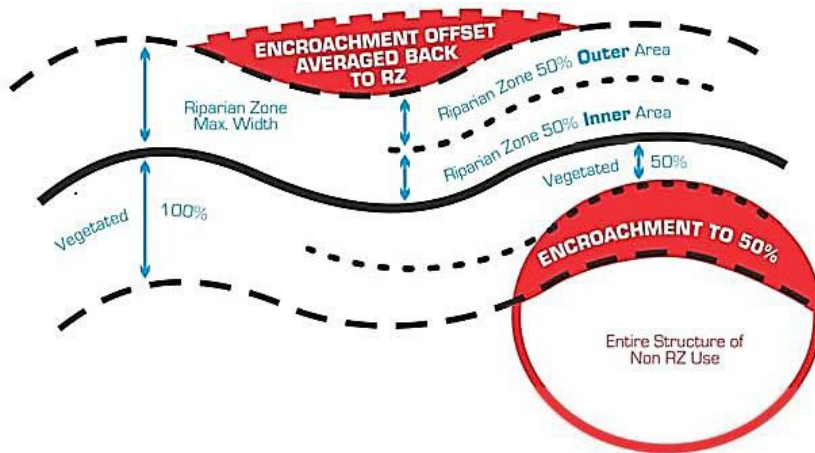 ENCROACHMENT OFFSET
AVERAGED BACK
TO RZ
Riparian Zone
Max. Width
Riparian Zone 50% Outer Area
Riparian Zone 50% Inner Area
Vegetated 50%
Vegetated 100%
ENCROACHMENT TO 50%
Entire Structure of
Non RZ Use